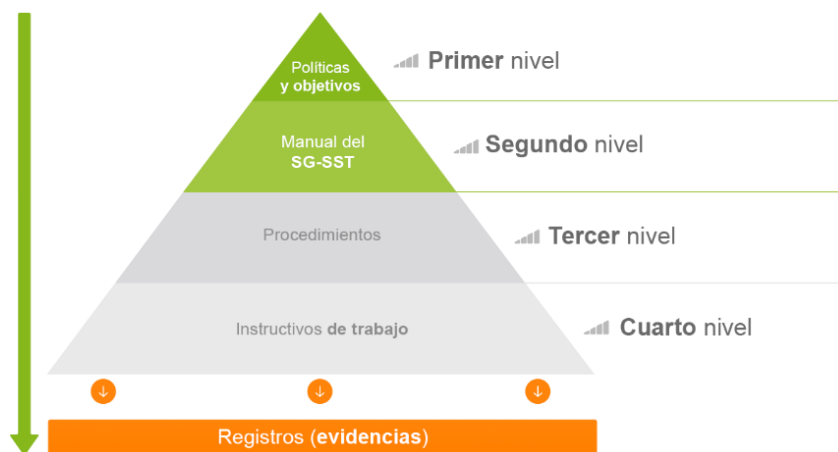 Políticas
y objetivos
Primer nivel
Manual del
SG-SST
Segundo nivel
Procedimientos
Tercer nivel
Instructivos de trabajo
Cuarto nivel
Registros (evidencias)